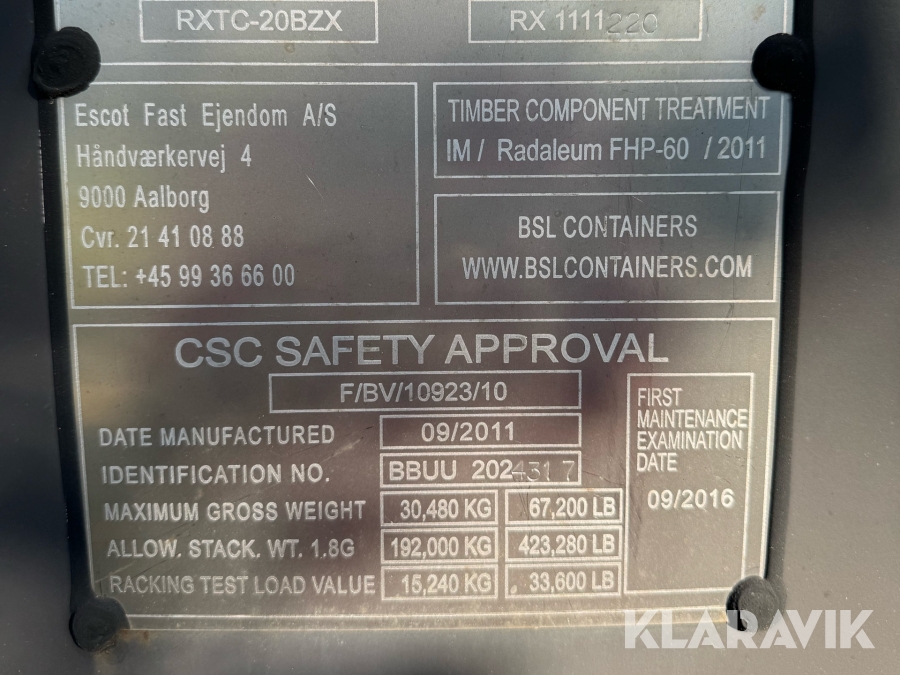 RXTC-20BZX
RX 1111220
Escot Fast Ejendom A/S
Håndværkervej 4
9000 Aalborg
Cvr. 21 41 08 88
TEL: +45 99 36 66 00
TIMBER COMPONENT TREATMENT
IM / Radaleum FHP-60 / 2011
BSL CONTAINERS
WWW.BSLCONTAINERS.COM
CSC SAFETY APPROVAL
F/BV/10923/10
DATE MANUFACTURED 09/2011
IDENTIFICATION NO. BBUU 2024317
MAXIMUM GROSS WEIGHT 30,480 KG 67,200 LB
ALLOW. STACK. WT. 1.8G 192,000 KG 423,280 LB
RACKING TEST LOAD VALUE 15,240 KG 33,600 LB
FIRST
MAINTENANCE
EXAMINATION
DATE
09/2016
KLARAVIK